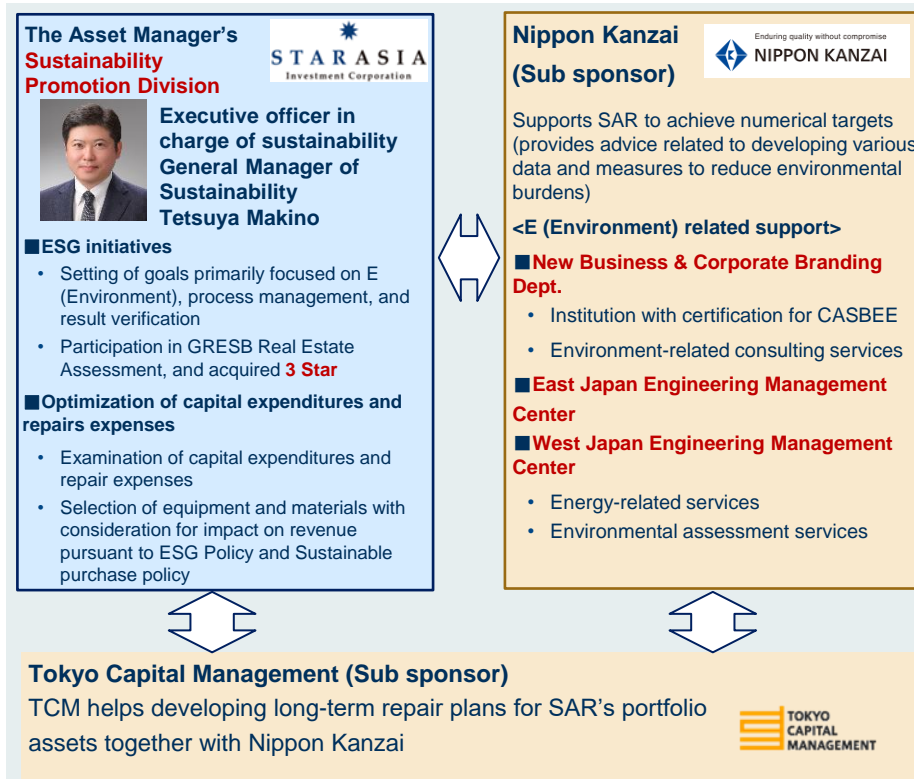 The Asset Manager's
Sustainability
Promotion Division
STARASIA
Investment Corporation
Executive officer in
charge of sustainability
General Manager of
Sustainability
Tetsuya Makino
■ESG initiatives
• Setting of goals primarily focused on E
(Environment), process management, and
result verification
• Participation in GRESB Real Estate
Assessment, and acquired 3 Star
■Optimization of capital expenditures and
repairs expenses
• Examination of capital expenditures and
repair expenses
• Selection of equipment and materials with
consideration for impact on revenue
pursuant to ESG Policy and Sustainable
purchase policy
Nippon Kanzai
(Sub sponsor)
Enduring quality without compromise
NIPPON KANZAI
Supports SAR to achieve numerical targets
(provides advice related to developing various
data and measures to reduce environmental
burdens)
<E (Environment) related support>
■New Business & Corporate Branding
Dept.
• Institution with certification for CASBEE
• Environment-related consulting services
■East Japan Engineering Management
Center
■West Japan Engineering Management
Center
• Energy-related services
• Environmental assessment services
Tokyo Capital Management (Sub sponsor)
TCM helps developing long-term repair plans for SAR's portfolio
assets together with Nippon Kanzai
TOKYO
CAPITAL
MANAGEMENT